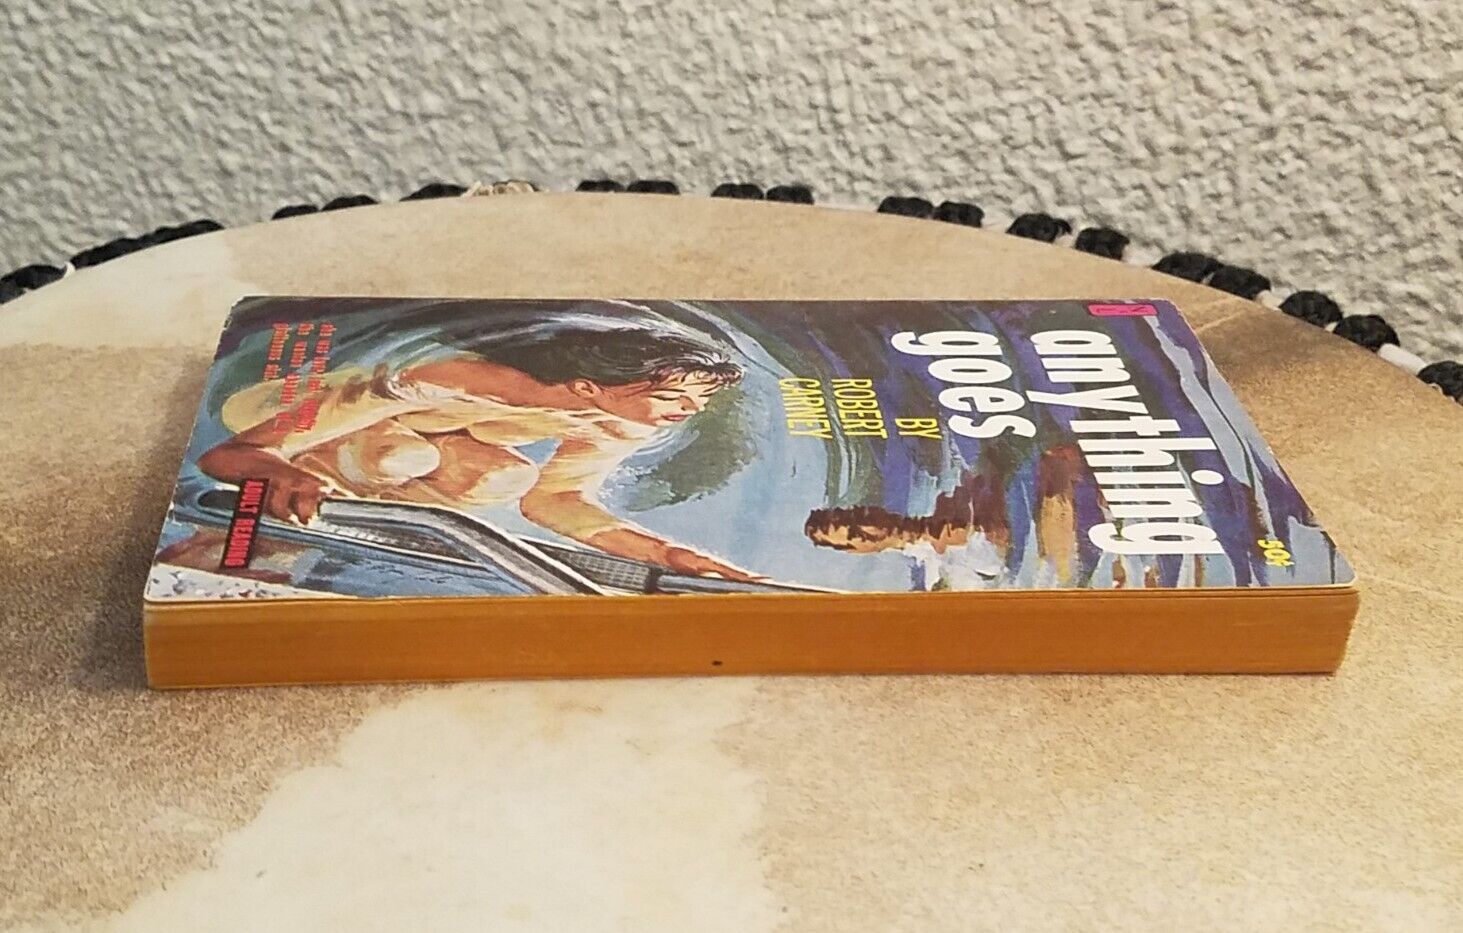 anything
goes
BY
ROBERT
CARNEY
50¢
ADULT READING